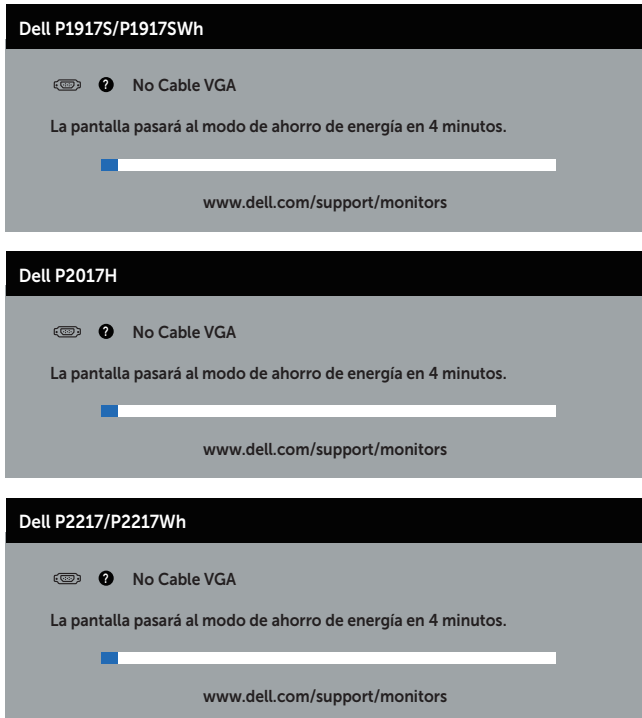 Dell P1917S/P1917SWh
? No Cable VGA
La pantalla pasará al modo de ahorro de energía en 4 minutos.
www.dell.com/support/monitors
Dell P2017H
? No Cable VGA
La pantalla pasará al modo de ahorro de energía en 4 minutos.
www.dell.com/support/monitors
Dell P2217/P2217Wh
? No Cable VGA
La pantalla pasará al modo de ahorro de energía en 4 minutos.
www.dell.com/support/monitors